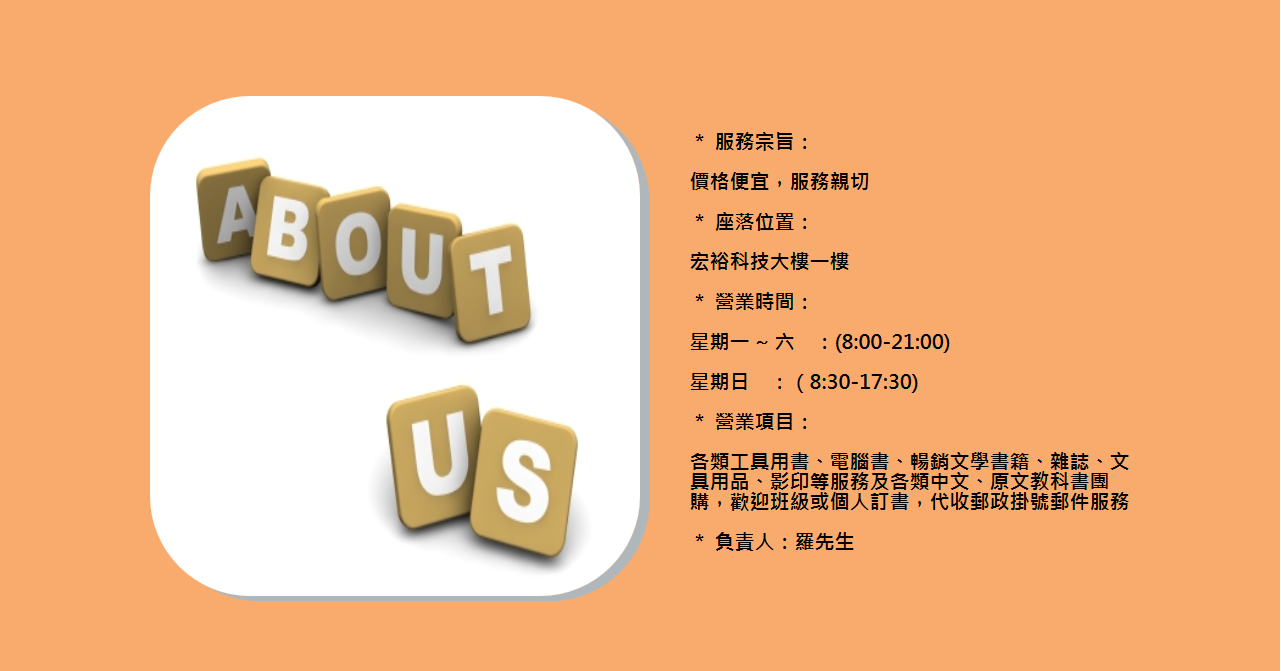 ABOUT
US
* 服務宗旨：
價格便宜，服務親切
* 座落位置：
宏裕科技大樓一樓
* 營業時間：
星期一 ~ 六　: (8:00-21:00)
星期日　: ( 8:30-17:30)
* 營業項目：
各類工具用書、電腦書、暢銷文學書籍、雜誌、文
具用品、影印等服務及各類中文、原文教科書團
購，歡迎班級或個人訂書，代收郵政掛號郵件服務
* 負責人：羅先生